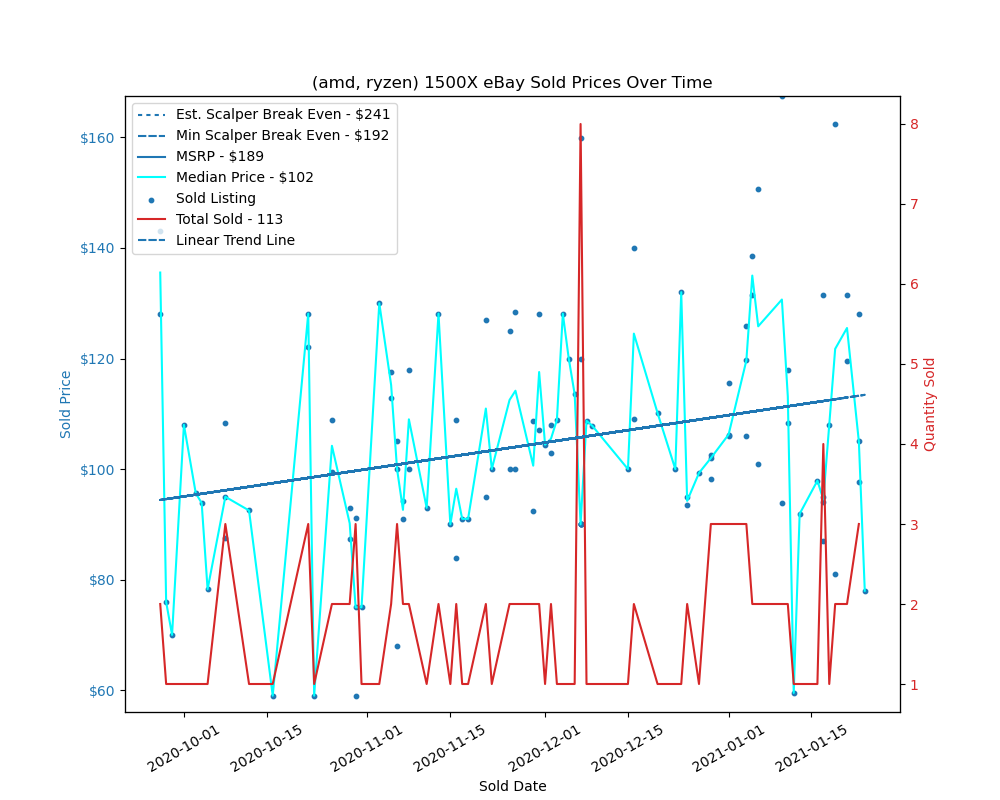 (amd, ryzen) 1500X eBay Sold Prices Over Time
Est. Scalper Break Even - $241
Min Scalper Break Even - $192
MSRP - $189
Median Price - $102
Sold Listing
Total Sold - 113
Linear Trend Line
$160
$140
$120
$100
$80
$60
Sold Price
8
7
6
5
4
3
2
1
Quantity Sold
2020-10-01
2020-10-15
2020-11-01
2020-11-15
2020-12-01
2020-12-15
2021-01-01
2021-01-15
Sold Date